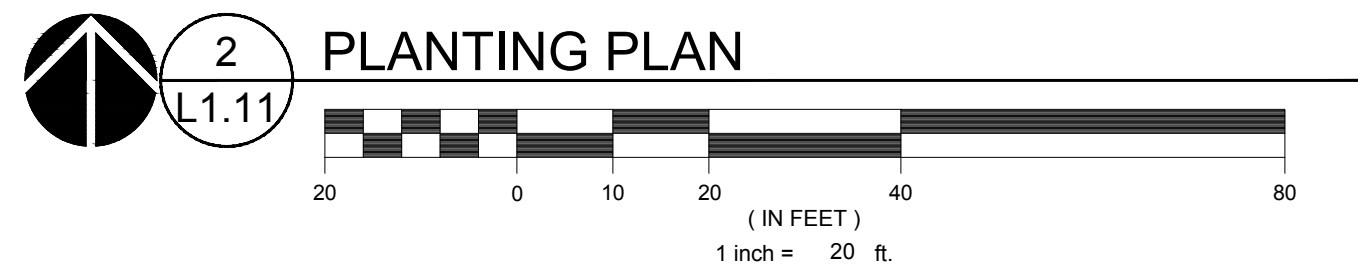 2
L1.11
PLANTING PLAN
20 0 10 20 40 80
( IN FEET )
1 inch = 20 ft.